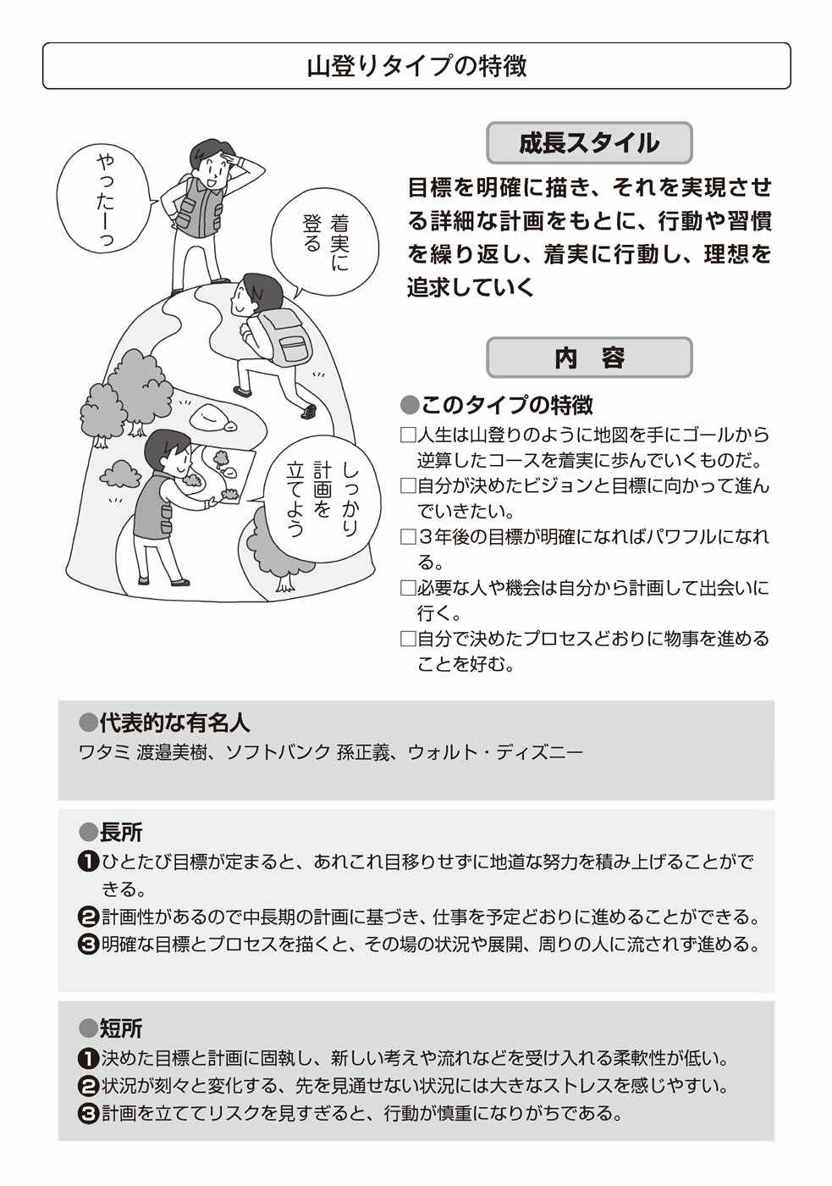 山登りタイプの特徴
やったーっ
着実に
登る
しっかり
計画を
立てよう
成長スタイル
目標を明確に描き、それを実現させ
る詳細な計画をもとに、行動や習慣
を繰り返し、着実に行動し、理想を
追求していく
内 容
●このタイプの特徴
□人生は山登りのように地図を手にゴールから
逆算したコースを着実に歩んでいくものだ。
□自分が決めたビジョンと目標に向かって進ん
でいきたい。
□３年後の目標が明確になればパワフルになれ
る。
□必要な人や機会は自分から計画して出会いに
行く。
□自分で決めたプロセスどおりに物事を進める
ことを好む。
●代表的な有名人
ワタミ 渡邉美樹、ソフトバンク 孫正義、ウォルト・ディズニー
●長所
❶ひとたび目標が定まると、あれこれ目移りせずに地道な努力を積み上げることがで
きる。
❷計画性があるので中長期の計画に基づき、仕事を予定どおりに進めることができる。
❸明確な目標とプロセスを描くと、その場の状況や展開、周りの人に流されず進める。
●短所
❶決めた目標と計画に固執し、新しい考えや流れなどを受け入れる柔軟性が低い。
❷状況が刻々と変化する、先を見通せない状況には大きなストレスを感じやすい。
❸計画を立ててリスクを見すぎると、行動が慎重になりがちである。